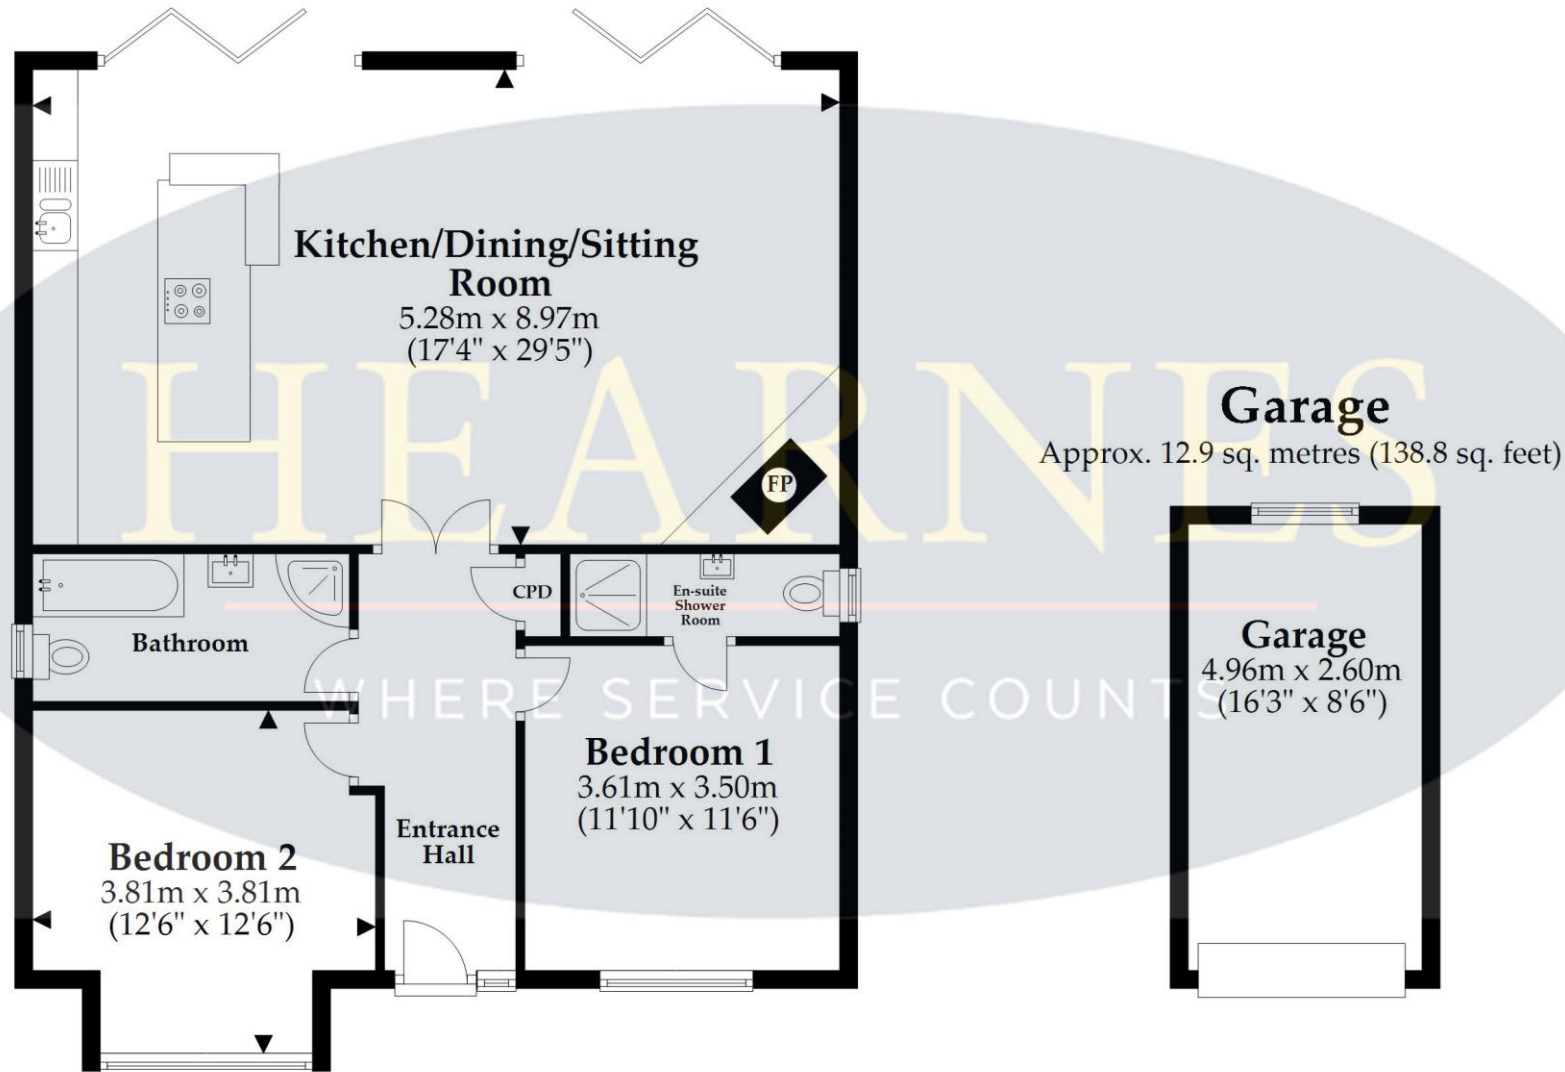 Kitchen/Dining/Sitting
Room
5.28m x 8.97m
(17'4" x 29'5")
HEARNES
Garage
Approx. 12.9 sq. metres (138.8 sq. feet)
FP
CPD
En-suite
Shower
Room
Bathroom
Garage
4.96m x 2.60m
(16'3" x 8'6")
WHERE SERVICE COUNTS
Bedroom 1
3.61m x 3.50m
(11'10" x 11'6")
Entrance
Hall
Bedroom 2
3.81m x 3.81m
(12'6" x 12'6")